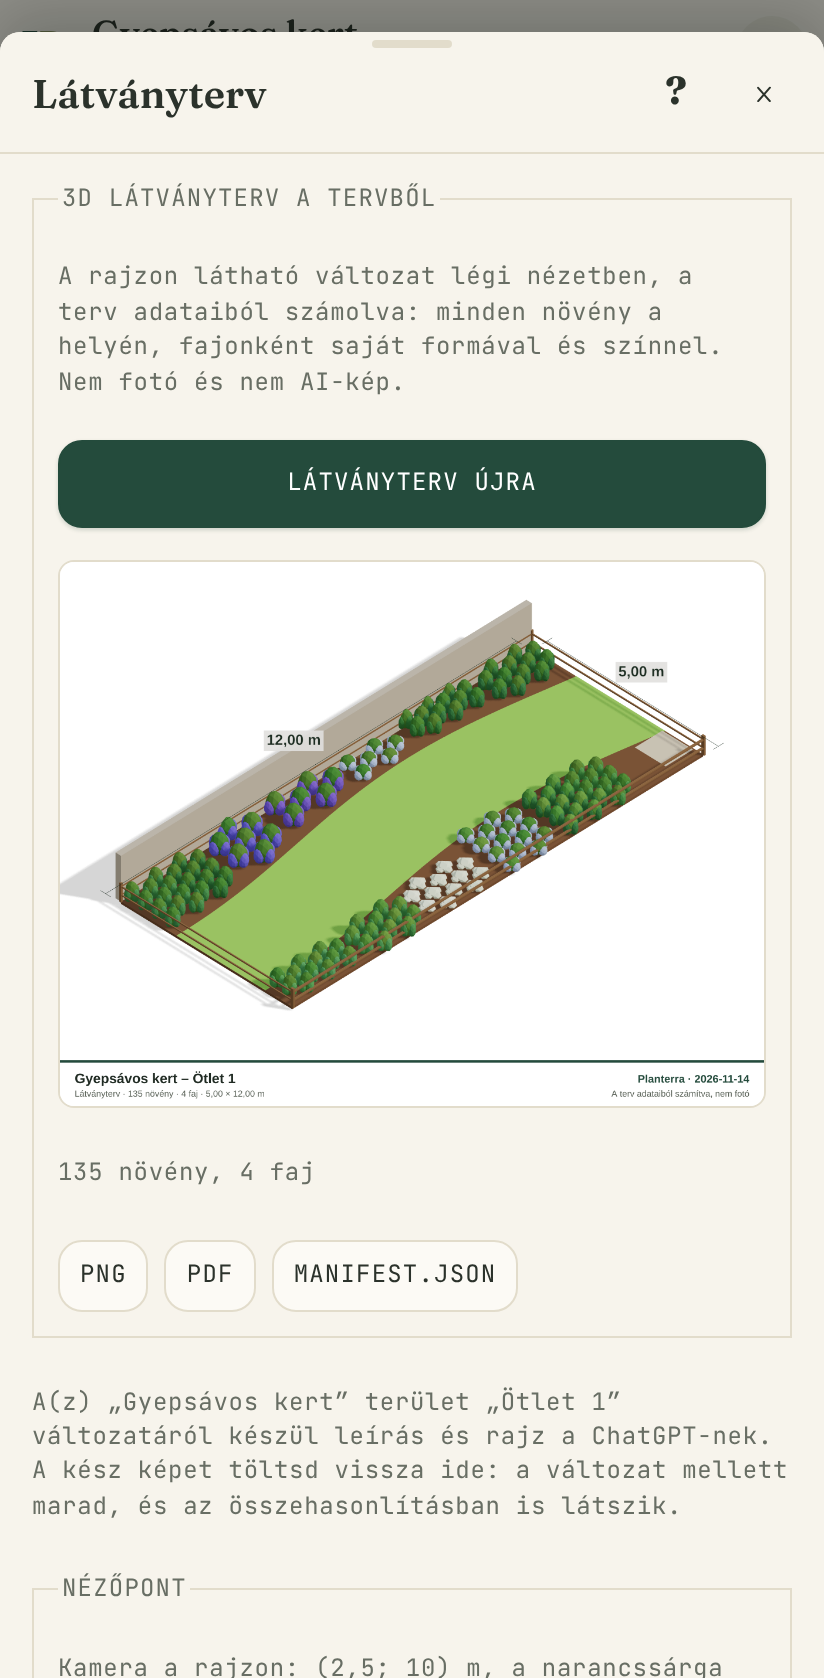 Látványterv
?
x
3D LÁTVÁNYTERV A TERVBŐL
A rajzon látható változat légi nézetben, a
terv adataiból számolva: minden növény a
helyén, fajonként saját formával és színnel.
Nem fotó és nem AI-kép.
LÁTVÁNYTERV ÚJRA
5,00 m
12,00 m
Gyepsávos kert – Ötlet 1
Látványterv · 135 növény · 4 faj · 5,00 × 12,00 m
Planterra · 2026-11-14
A terv adataiból számítva, nem fotó
135 növény, 4 faj
PNG
PDF
MANIFEST.JSON
A(z) „Gyepsávos kert” terület „Ötlet 1”
változatáról készül leírás és rajz a ChatGPT-nek.
A kész képet töltsd vissza ide: a változat mellett
marad, és az összehasonlításban is látszik.
NÉZŐPONT
Kamera a rajzon: (2,5; 10) m, a narancssárga